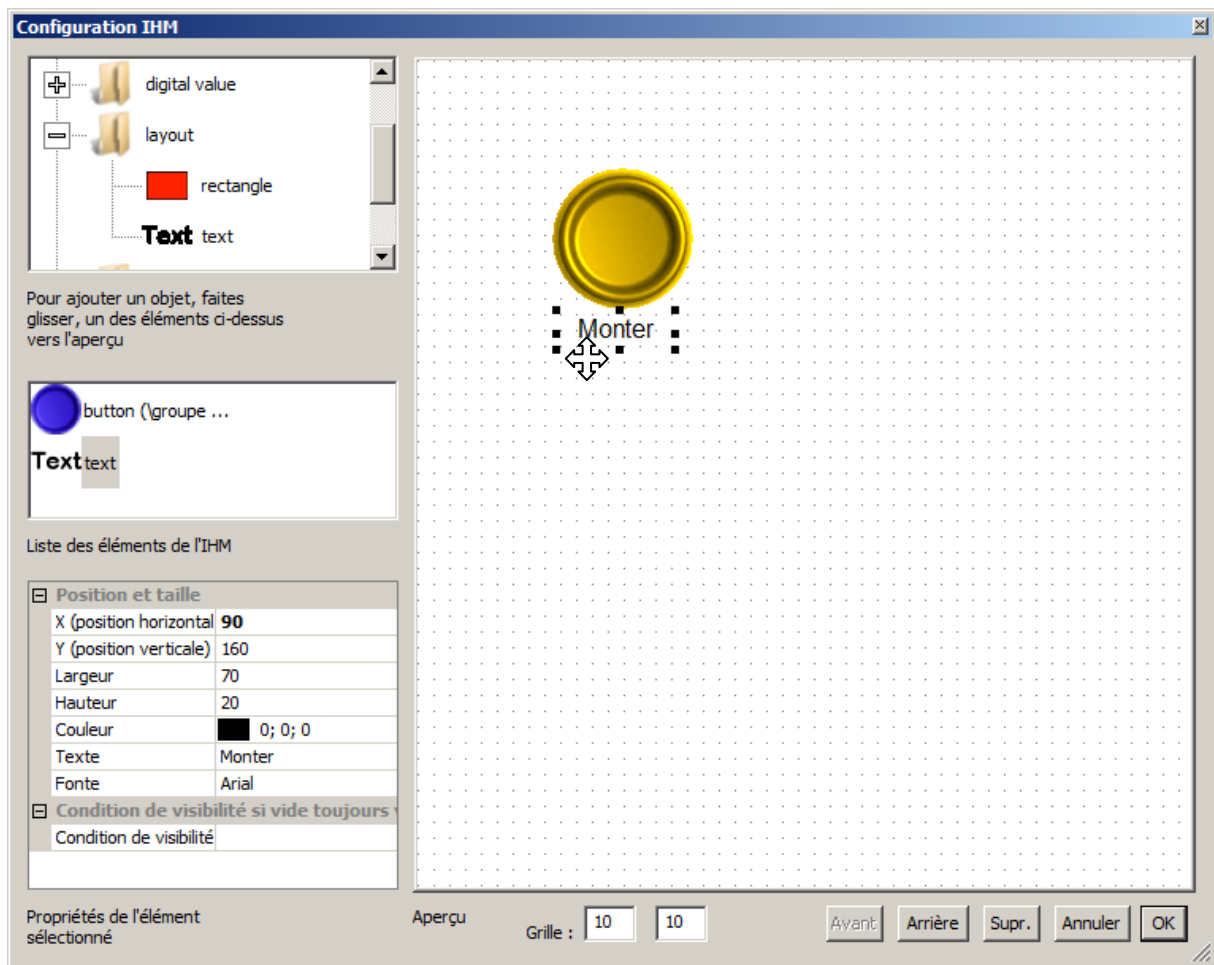 Configuration IHM
digital value
layout
rectangle
Text text
Pour ajouter un objet, faites
glisser, un des éléments ci-dessus
vers l'aperçu
button (\groupe ...
Text text
Liste des éléments de l'IHM
Position et taille
X (position horizontal 90
Y (position verticale) 160
Largeur 70
Hauteur 20
Couleur 0; 0; 0
Texte Monter
Fonte Arial
Condition de visibilité si vide toujours
Condition de visibilité
Propriétés de l'élément
sélectionné
Monter
Aperçu
Grille : 10 10
Avant Arrière Supr. Annuler OK